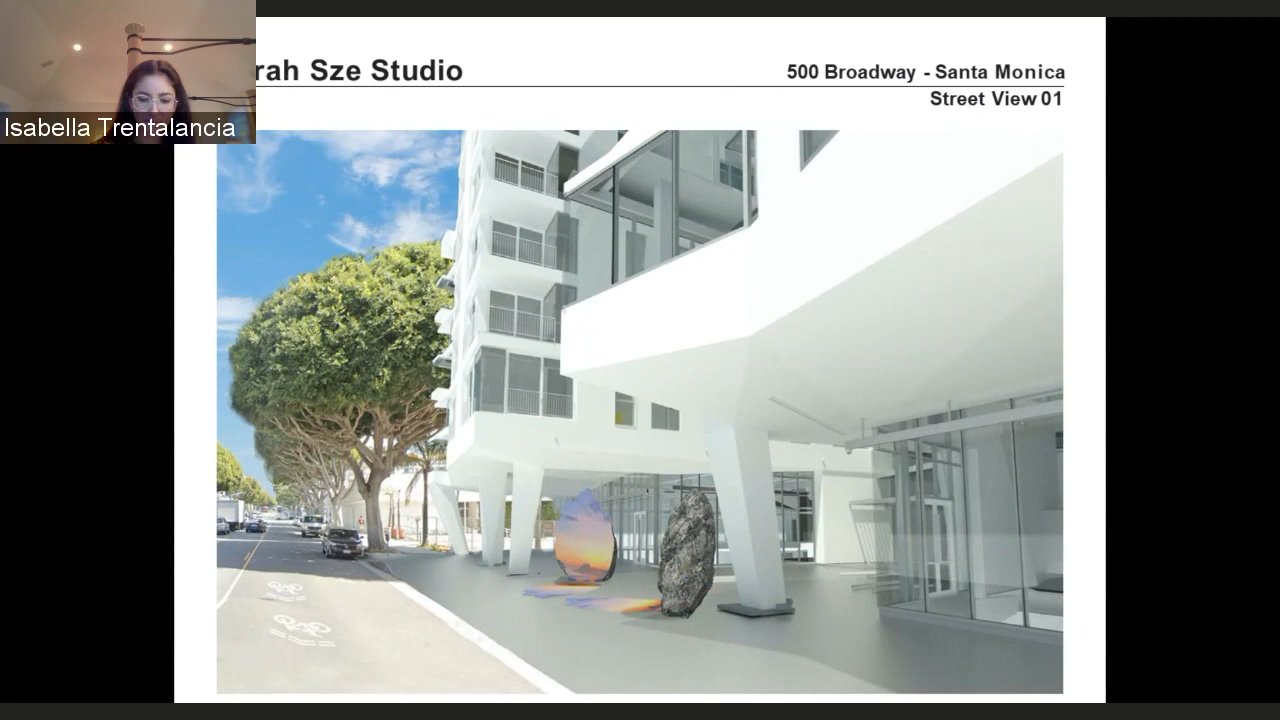 rah Sze Studio
500 Broadway - Santa Monica
Street View 01
Isabella Trentalancia